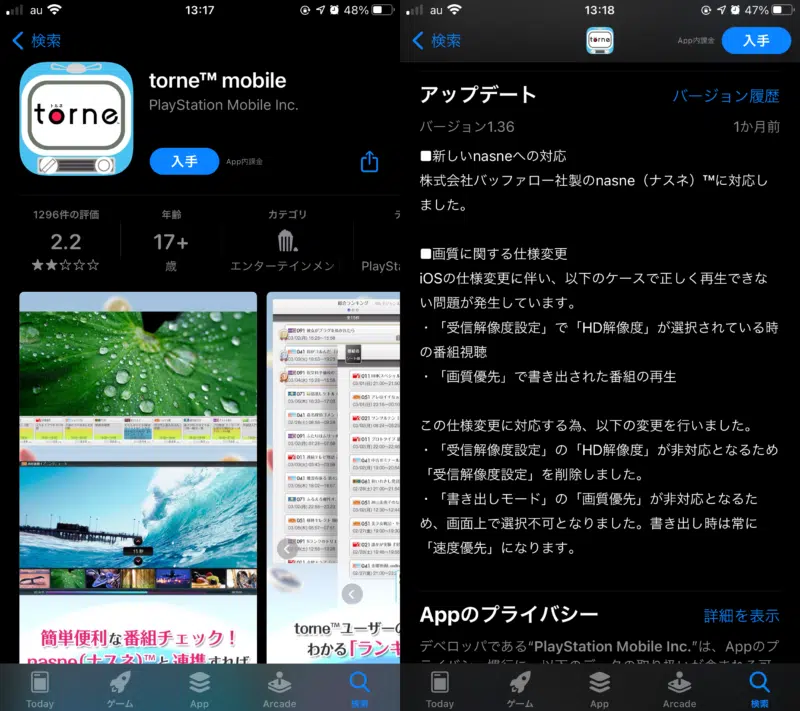 au
13:17
48%
検索
トルネ
torne
torne™ mobile
PlayStation Mobile Inc.
入手
App内課金
1296件の評価
2.2
年齢
17+
歳
カテゴリ
エンターテインメン
デ
PlaySta
簡単便利な番組チェック！
nasne(ナスネ)™と連携すれば
torne™ユーザーの
わかる「ラン
Today
ゲーム
App
Arcade
検索
au
13:18
47%
検索
torne
App内課金
入手
アップデート
バージョン履歴
バージョン1.36
1か月前
■新しいnasneへの対応
株式会社バッファロー社製のnasne（ナスネ）™に対応し
ました。
■画質に関する仕様変更
iOSの仕様変更に伴い、以下のケースで正しく再生できな
い問題が発生しています。
・「受信解像度設定」で「HD解像度」が選択されている時
の番組視聴
・「画質優先」で書き出された番組の再生
この仕様変更に対応する為、以下の変更を行いました。
・「受信解像度設定」の「HD解像度」が非対応となるため
「受信解像度設定」を削除しました。
・「書き出しモード」の「画質優先」が非対応となるた
め、画面上で選択不可となりました。書き出し時は常に
「速度優先」になります。
Appのプライバシー
詳細を表示
デベロッパである“PlayStation Mobile Inc.”は、Appのプ
Today
ゲーム
App
Arcade
検索